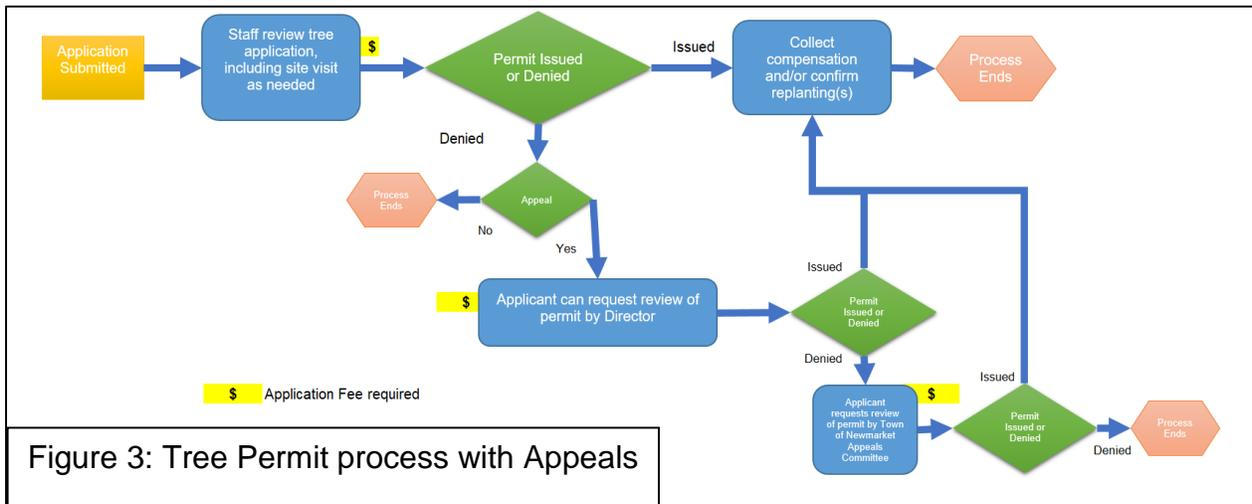 Application
Submitted
Staff review tree
application,
including site visit
as needed
$
Permit Issued
or Denied
Issued
Collect
compensation
and/or confirm
replanting(s)
Process
Ends
Denied
Appeal
No
Process
Ends
Yes
$
Applicant can request review of
permit by Director
Permit
Issued or
Denied
Issued
Denied
Applicant
requests review
of permit by Town
of Newmarket
Appeals
Committee
$
Permit
Issued or
Denied
Issued
Denied
Process
Ends
$ Application Fee required
Figure 3: Tree Permit process with Appeals